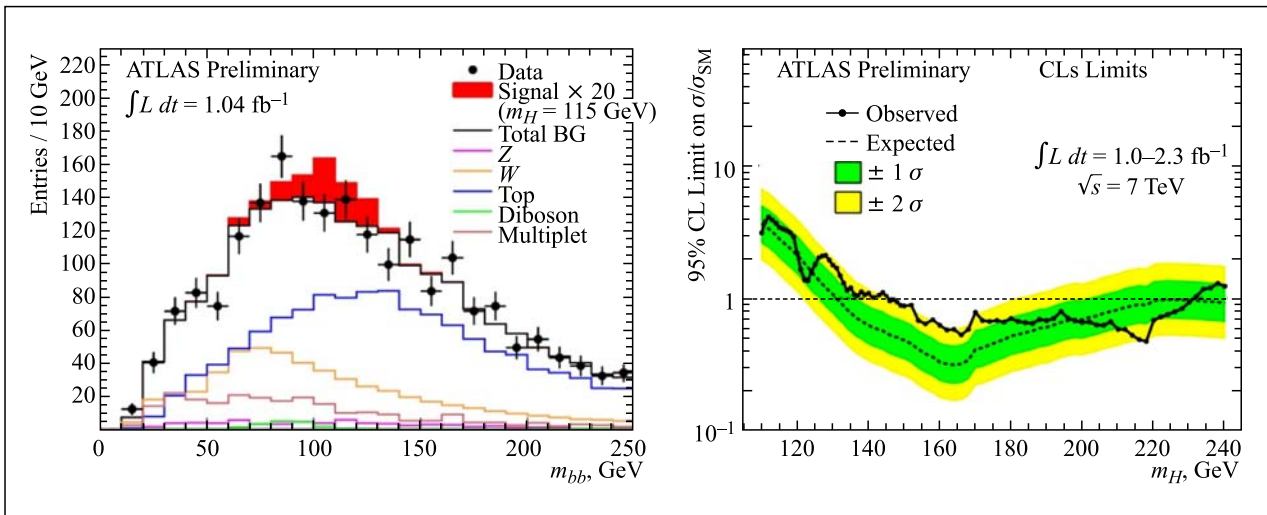 220
200
180
160
140
120
100
80
60
40
20
0
50
100
150
200
250
Entries / 10 GeV
m_bb, GeV
ATLAS Preliminary
∫L dt = 1.04 fb⁻¹
Data
Signal × 20
(m_H = 115 GeV)
Total BG
Z
W
Top
Diboson
Multiplet
95% CL Limit on σ/σ_SM
10
1
10⁻¹
120
140
160
180
200
220
240
m_H, GeV
ATLAS Preliminary
CLs Limits
Observed
Expected
± 1 σ
± 2 σ
∫L dt = 1.0–2.3 fb⁻¹
√s = 7 TeV